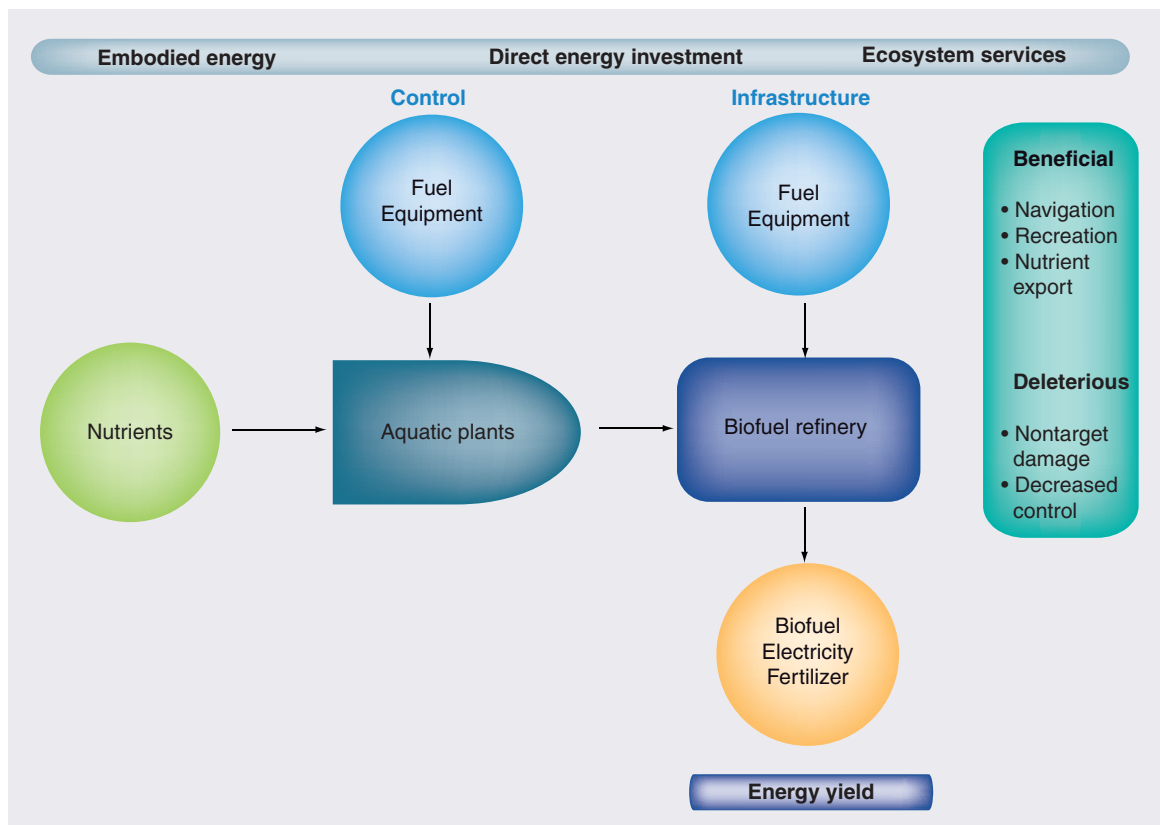 Embodied energy
Direct energy investment
Ecosystem services
Control
Infrastructure
Fuel
Equipment
Fuel
Equipment
Beneficial
• Navigation
• Recreation
• Nutrient
export
Deleterious
• Nontarget
damage
• Decreased
control
Nutrients
Aquatic plants
Biofuel refinery
Biofuel
Electricity
Fertilizer
Energy yield